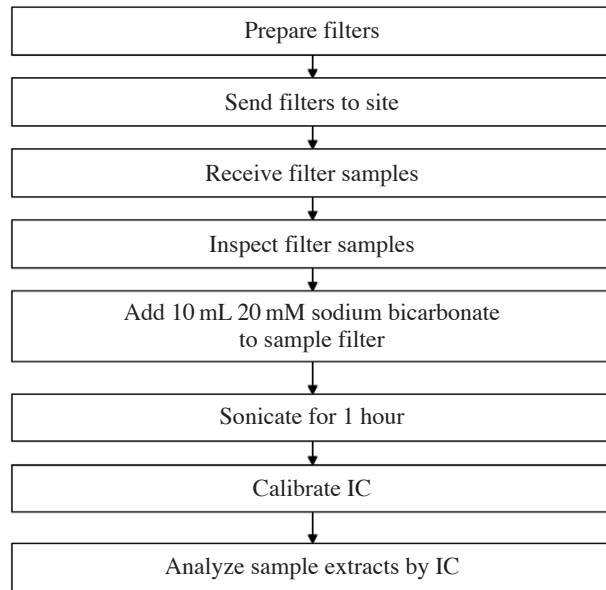 Prepare filters
Send filters to site
Receive filter samples
Inspect filter samples
Add 10 mL 20 mM sodium bicarbonate
to sample filter
Sonicate for 1 hour
Calibrate IC
Analyze sample extracts by IC